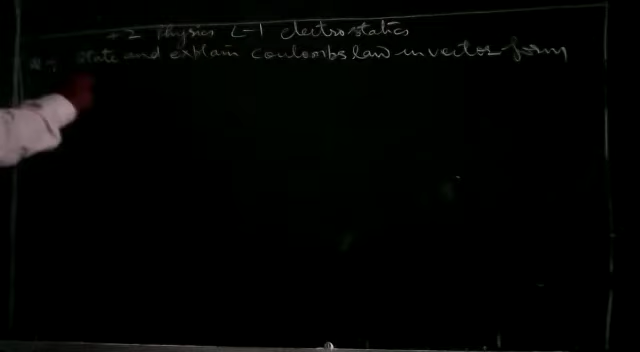 +2 Physics L-1 electrostatics
Q: State and explain coulombs law in vector form